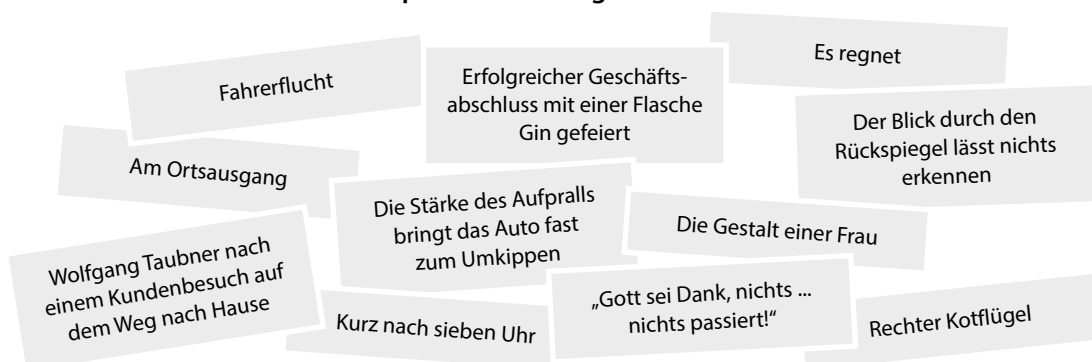 Fahrerflucht
Erfolgreicher Geschäfts-
abschluss mit einer Flasche
Gin gefeiert
Es regnet
Der Blick durch den
Rückspiegel lässt nichts
erkennen
Am Ortsausgang
Die Stärke des Aufpralls
bringt das Auto fast
zum Umkippen
Die Gestalt einer Frau
Wolfgang Taubner nach
einem Kundenbesuch auf
dem Weg nach Hause
Kurz nach sieben Uhr
„Gott sei Dank, nichts ...
nichts passiert!“
Rechter Kotflügel